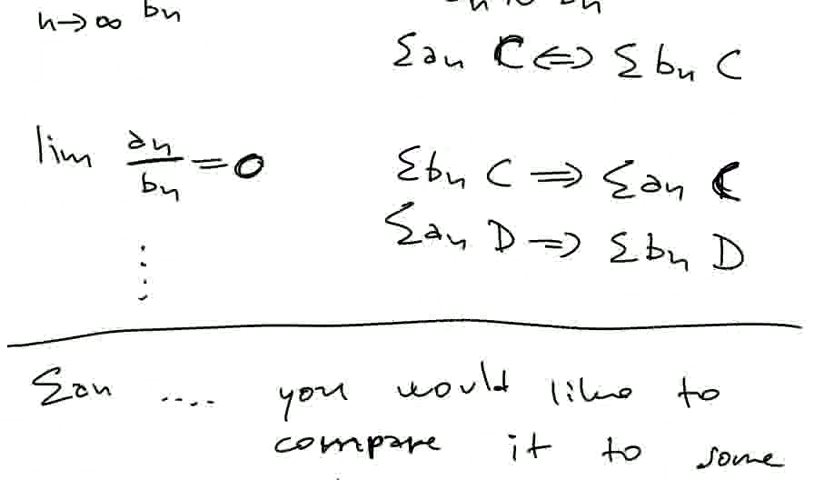 n→∞ bn
Σan C ⇔ Σbn C
lim an/bn = 0
Σbn C ⇒ Σan C
Σan D ⇒ Σbn D
Σan .... you would like to
compare it to some